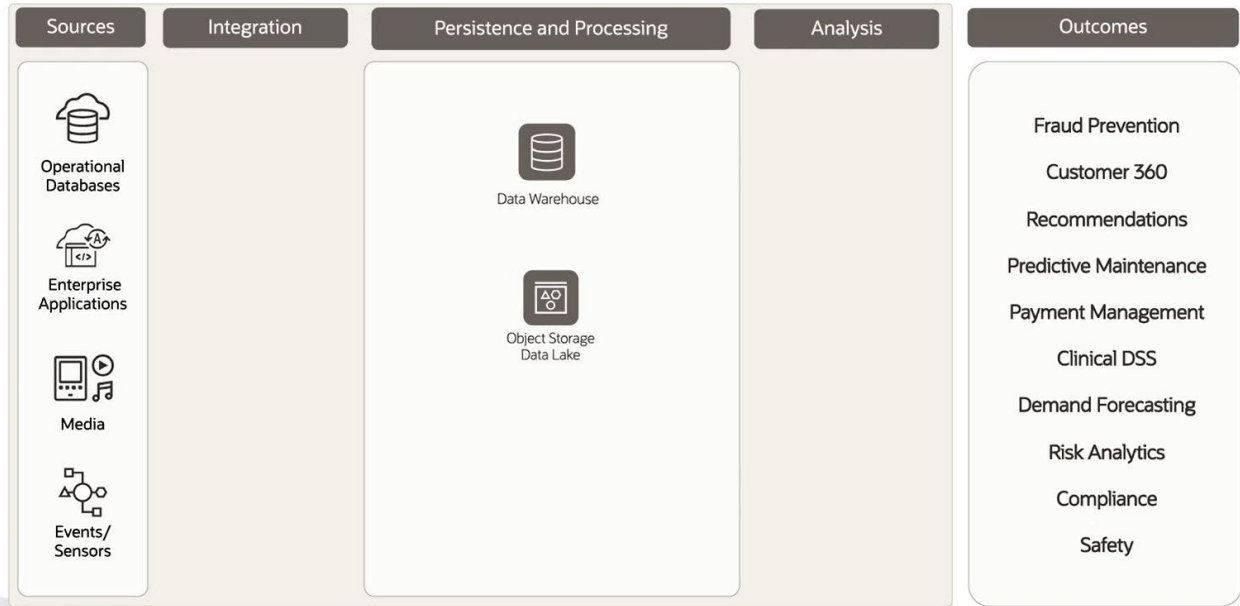 Sources
Integration
Persistence and Processing
Analysis
Outcomes
Operational
Databases
Enterprise
Applications
Media
Events/
Sensors
Data Warehouse
Object Storage
Data Lake
Fraud Prevention
Customer 360
Recommendations
Predictive Maintenance
Payment Management
Clinical DSS
Demand Forecasting
Risk Analytics
Compliance
Safety